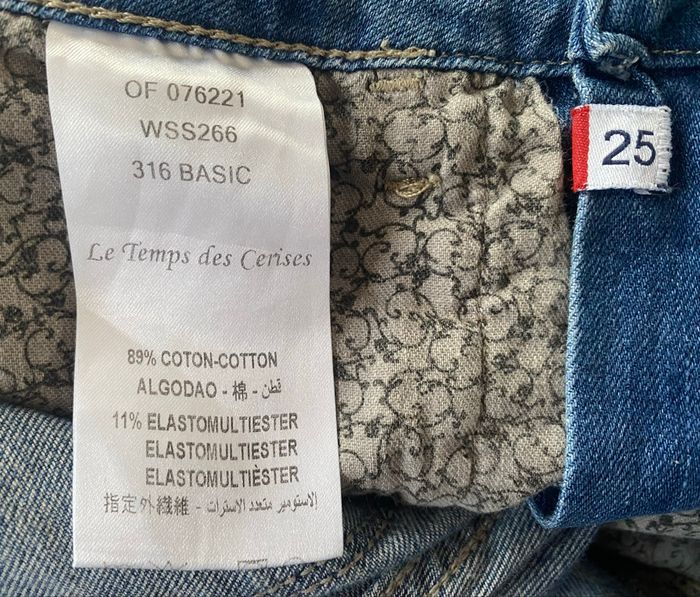 OF 076221
WSS266
316 BASIC
Le Temps des Cerises
89% COTON-COTTON
ALGODAO - 棉 - قطن
11% ELASTOMULTIESTER
ELASTOMULTIESTER
ELASTOMULTIÈSTER
指定外繊維 - الاستومير متعدد الاسترات
25